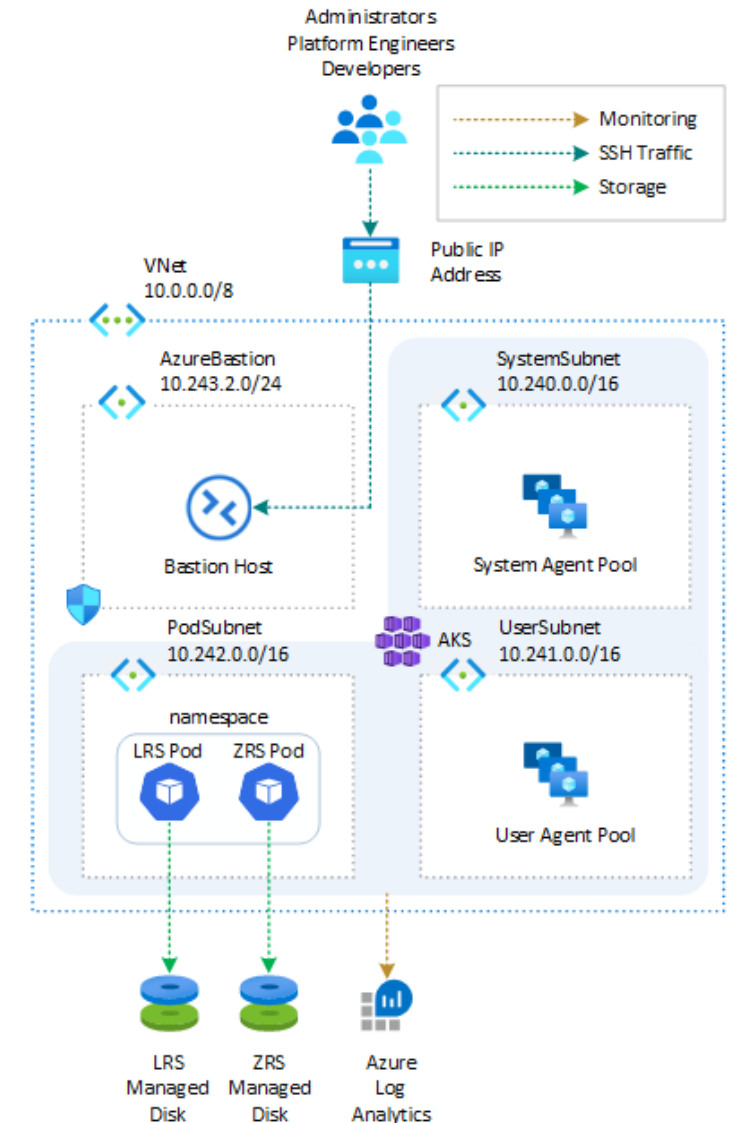 Administrators
Platform Engineers
Developers
Monitoring
SSH Traffic
Storage
Public IP
Address
VNet
10.0.0.0/8
AzureBastion
10.243.2.0/24
SystemSubnet
10.240.0.0/16
Bastion Host
System Agent Pool
PodSubnet
10.242.0.0/16
AKS
UserSubnet
10.241.0.0/16
namespace
LRS Pod
ZRS Pod
User Agent Pool
LRS
Managed
Disk
ZRS
Managed
Disk
Azure
Log
Analytics